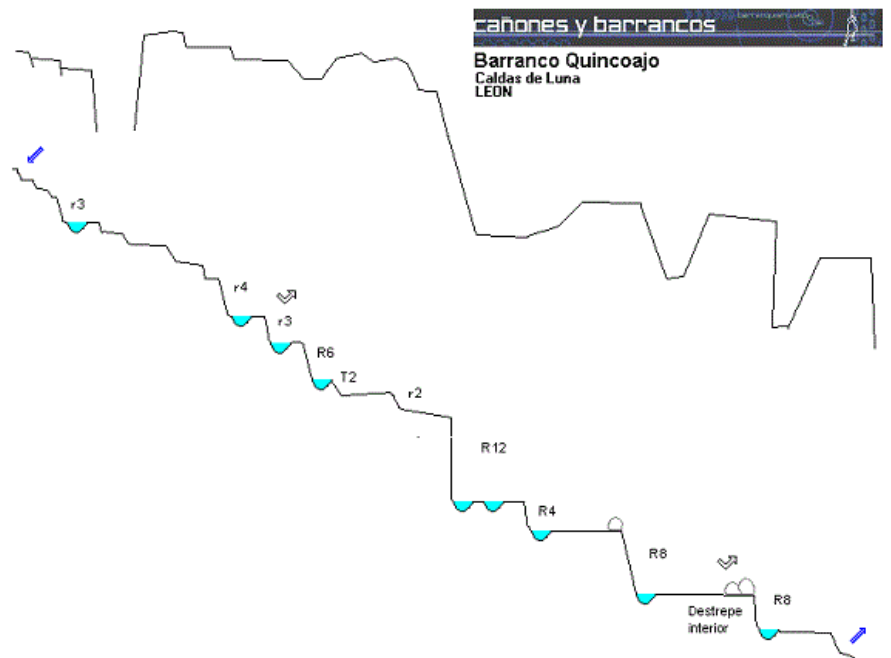 cañones y barrancos
Barranco Quincoajo
Caldas de Luna
LEON
r3
r4
r3
R6
T2
r2
R12
R4
R8
Destrepe
interior
R8